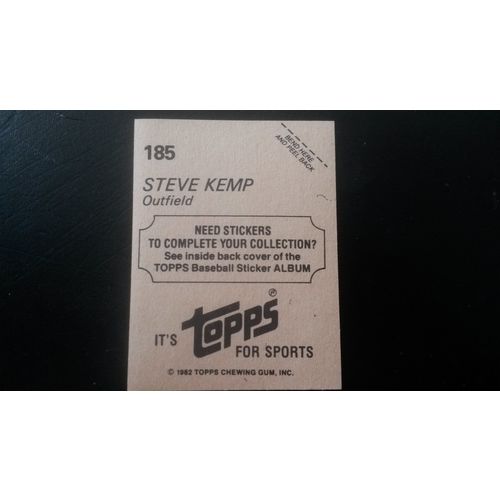 185
BEND HERE
AND PEEL BACK
STEVE KEMP
Outfield
NEED STICKERS
TO COMPLETE YOUR COLLECTION?
See inside back cover of the
TOPPS Baseball Sticker ALBUM
IT'S topps®
FOR SPORTS
© 1982 TOPPS CHEWING GUM, INC.